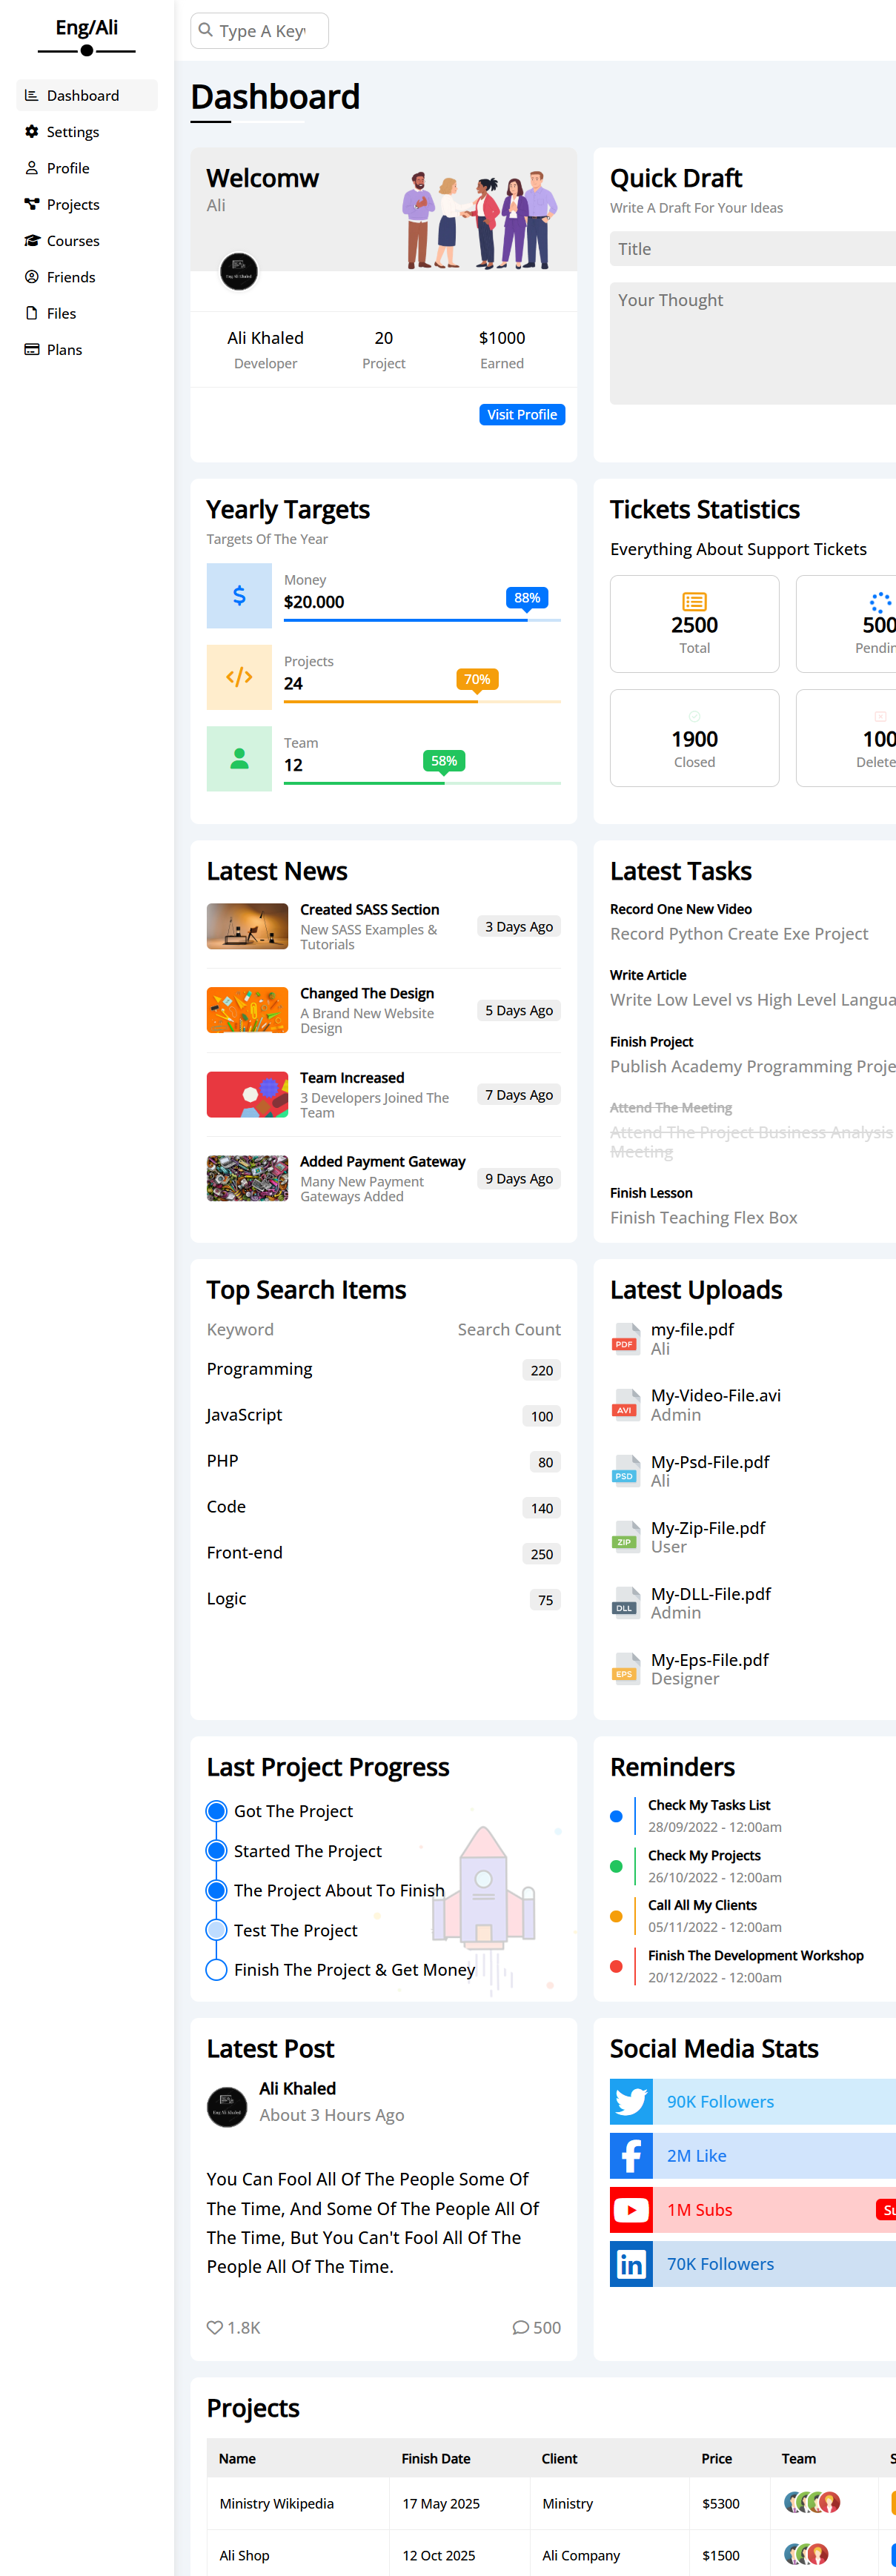 Eng/Ali
Dashboard
Settings
Profile
Projects
Courses
Friends
Files
Plans
Type A Key
Dashboard
Welcomw
Ali
Ali Khaled
Developer
20
Project
$1000
Earned
Visit Profile
Quick Draft
Write A Draft For Your Ideas
Title
Your Thought
Yearly Targets
Targets Of The Year
Money
$20.000
88%
Projects
24
70%
Team
12
58%
Tickets Statistics
Everything About Support Tickets
2500
Total
500
Pendin
1900
Closed
100
Delete
Latest News
Created SASS Section
New SASS Examples &
Tutorials
3 Days Ago
Changed The Design
A Brand New Website
Design
5 Days Ago
Team Increased
3 Developers Joined The
Team
7 Days Ago
Added Payment Gateway
Many New Payment
Gateways Added
9 Days Ago
Latest Tasks
Record One New Video
Record Python Create Exe Project
Write Article
Write Low Level vs High Level Langua
Finish Project
Publish Academy Programming Proje
Attend The Meeting
Attend The Project Business Analysis
Meeting
Finish Lesson
Finish Teaching Flex Box
Top Search Items
Keyword
Search Count
Programming
220
JavaScript
100
PHP
80
Code
140
Front-end
250
Logic
75
Latest Uploads
PDF
my-file.pdf
Ali
AVI
My-Video-File.avi
Admin
PSD
My-Psd-File.pdf
Ali
ZIP
My-Zip-File.pdf
User
DLL
My-DLL-File.pdf
Admin
EPS
My-Eps-File.pdf
Designer
Last Project Progress
Got The Project
Started The Project
The Project About To Finish
Test The Project
Finish The Project & Get Money
Reminders
Check My Tasks List
28/09/2022 - 12:00am
Check My Projects
26/10/2022 - 12:00am
Call All My Clients
05/11/2022 - 12:00am
Finish The Development Workshop
20/12/2022 - 12:00am
Latest Post
Ali Khaled
About 3 Hours Ago
You Can Fool All Of The People Some Of
The Time, And Some Of The People All Of
The Time, But You Can't Fool All Of The
People All Of The Time.
1.8K
500
Social Media Stats
90K Followers
2M Like
1M Subs
Su
70K Followers
Projects
Name
Finish Date
Client
Price
Team
S
Ministry Wikipedia
17 May 2025
Ministry
$5300
Ali Shop
12 Oct 2025
Ali Company
$1500